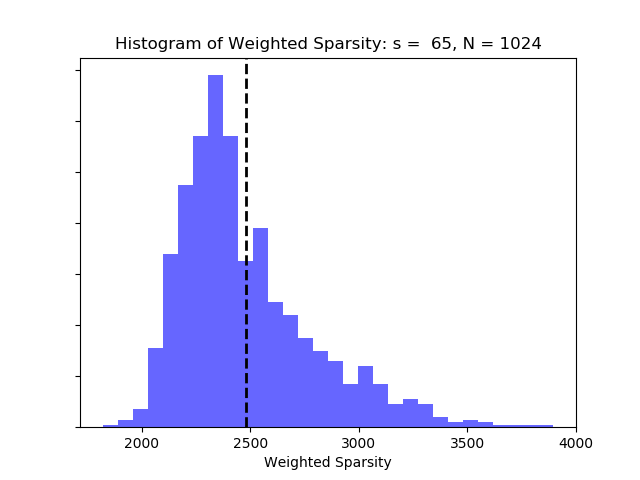 Histogram of Weighted Sparsity: s =  65, N = 1024
2000 2500 3000 3500 4000
Weighted Sparsity